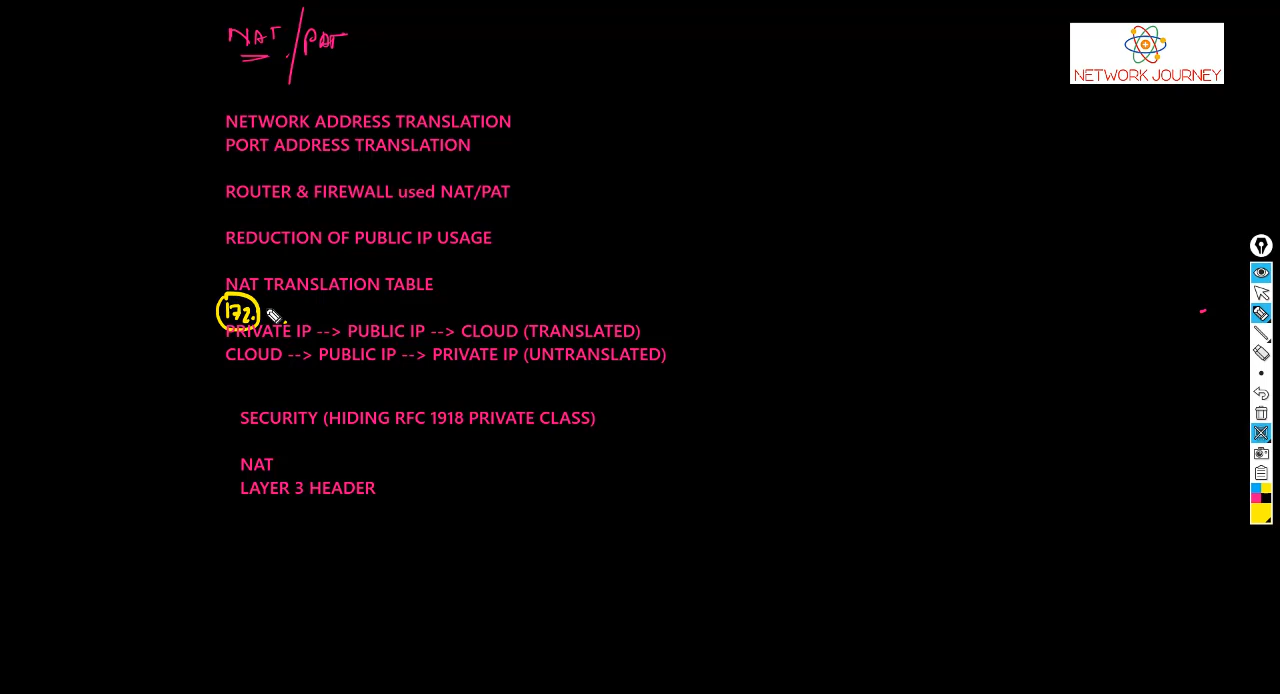 NAT / PAT
NETWORK JOURNEY
NETWORK ADDRESS TRANSLATION
PORT ADDRESS TRANSLATION
ROUTER & FIREWALL used NAT/PAT
REDUCTION OF PUBLIC IP USAGE
NAT TRANSLATION TABLE
172.
PRIVATE IP --> PUBLIC IP --> CLOUD (TRANSLATED)
CLOUD --> PUBLIC IP --> PRIVATE IP (UNTRANSLATED)
SECURITY (HIDING RFC 1918 PRIVATE CLASS)
NAT
LAYER 3 HEADER